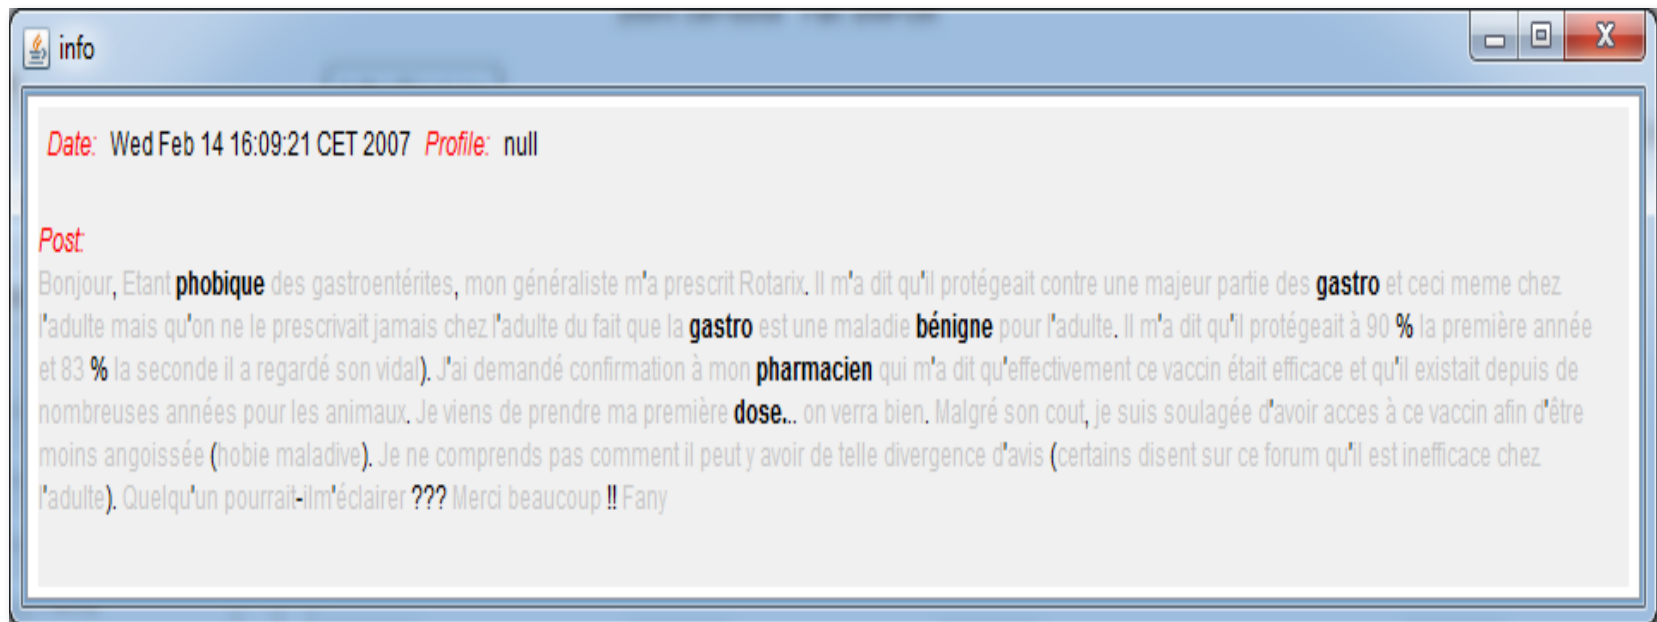 info
Date: Wed Feb 14 16:09:21 CET 2007 Profile: null
Post:
Bonjour, Etant phobique des gastroentérites, mon généraliste m'a prescrit Rotarix. Il m'a dit qu'il protégeait contre une majeur partie des gastro et ceci meme chez
l'adulte mais qu'on ne le prescrivait jamais chez l'adulte du fait que la gastro est une maladie bénigne pour l'adulte. Il m'a dit qu'il protégeait à 90 % la première année
et 83 % la seconde il a regardé son vidal). J'ai demandé confirmation à mon pharmacien qui m'a dit qu'effectivement ce vaccin était efficace et qu'il existait depuis de
nombreuses années pour les animaux. Je viens de prendre ma première dose... on verra bien. Malgré son cout, je suis soulagée d'avoir acces à ce vaccin afin d'être
moins angoissée (hobie maladive). Je ne comprends pas comment il peut y avoir de telle divergence d'avis (certains disent sur ce forum qu'il est inefficace chez
l'adulte). Quelqu'un pourrait-ilm'éclairer ??? Merci beaucoup !! Fany